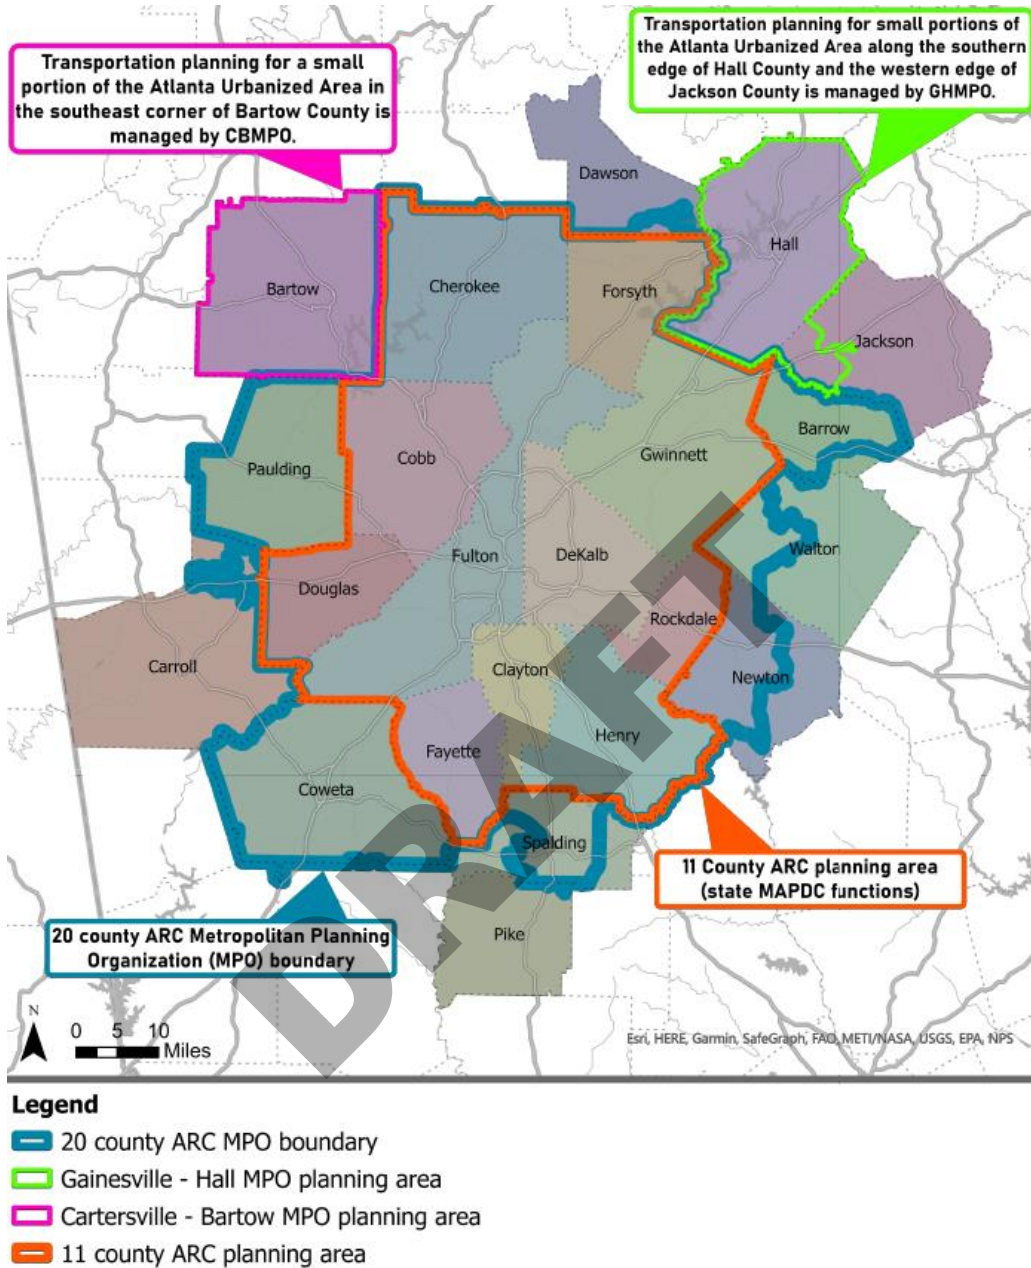 Transportation planning for a small
portion of the Atlanta Urbanized Area in
the southeast corner of Bartow County is
managed by CBMPO.
Transportation planning for small portions of
the Atlanta Urbanized Area along the southern
edge of Hall County and the western edge of
Jackson County is managed by GHMPO.
Dawson
Hall
Bartow
Cherokee
Forsyth
Jackson
Barrow
Paulding
Cobb
Gwinnett
Walton
Fulton
DeKalb
Douglas
Rockdale
Carroll
Clayton
Newton
Henry
Fayette
Coweta
Spalding
Pike
DRAFT
11 County ARC planning area
(state MAPDC functions)
20 county ARC Metropolitan Planning
Organization (MPO) boundary
N
0 5 10
Miles
Esri, HERE, Garmin, SafeGraph, FAO, METI/NASA, USGS, EPA, NPS
Legend
20 county ARC MPO boundary
Gainesville - Hall MPO planning area
Cartersville - Bartow MPO planning area
11 county ARC planning area